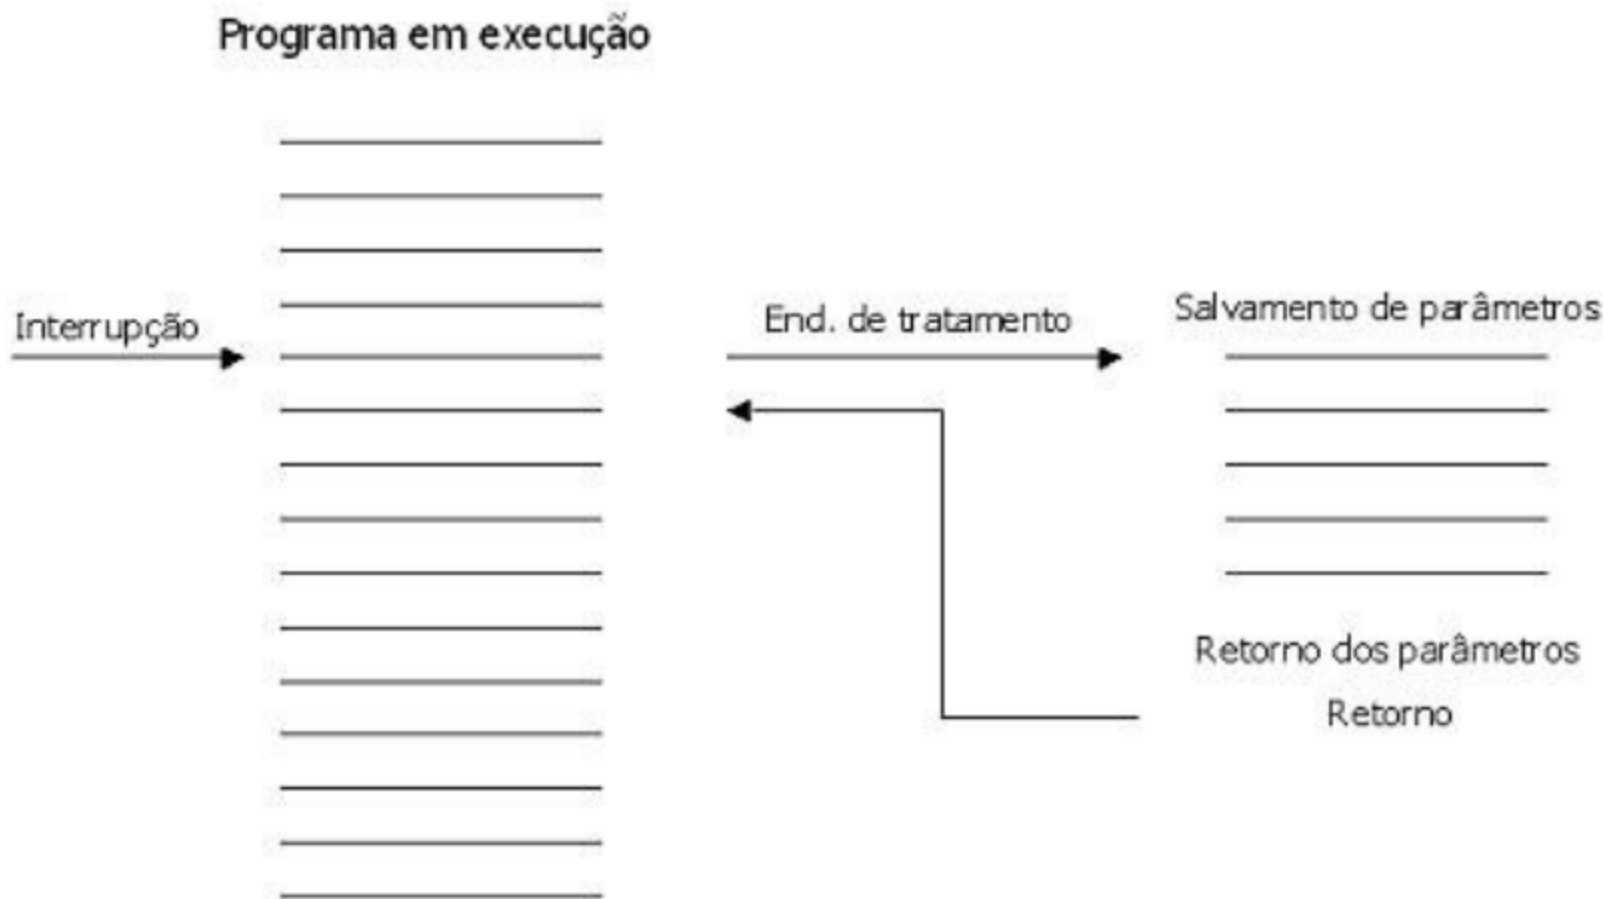 Programa em execução
Interrupção
End. de tratamento
Salvamento de parâmetros
Retorno dos parâmetros
Retorno